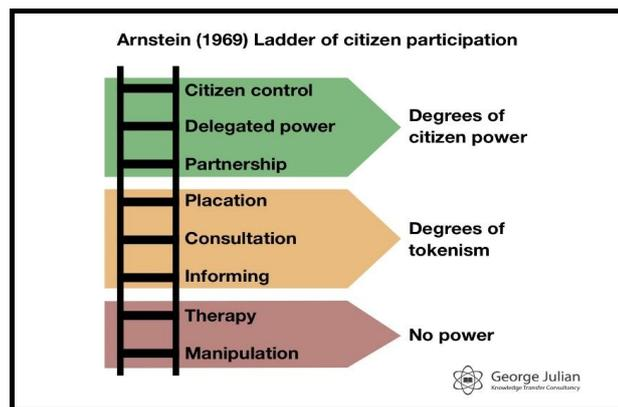 Arnstein (1969) Ladder of citizen participation
Citizen control
Delegated power
Partnership
Degrees of
citizen power
Placation
Consultation
Informing
Degrees of
tokenism
Therapy
Manipulation
No power
George Julian
Knowledge Transfer Consultancy